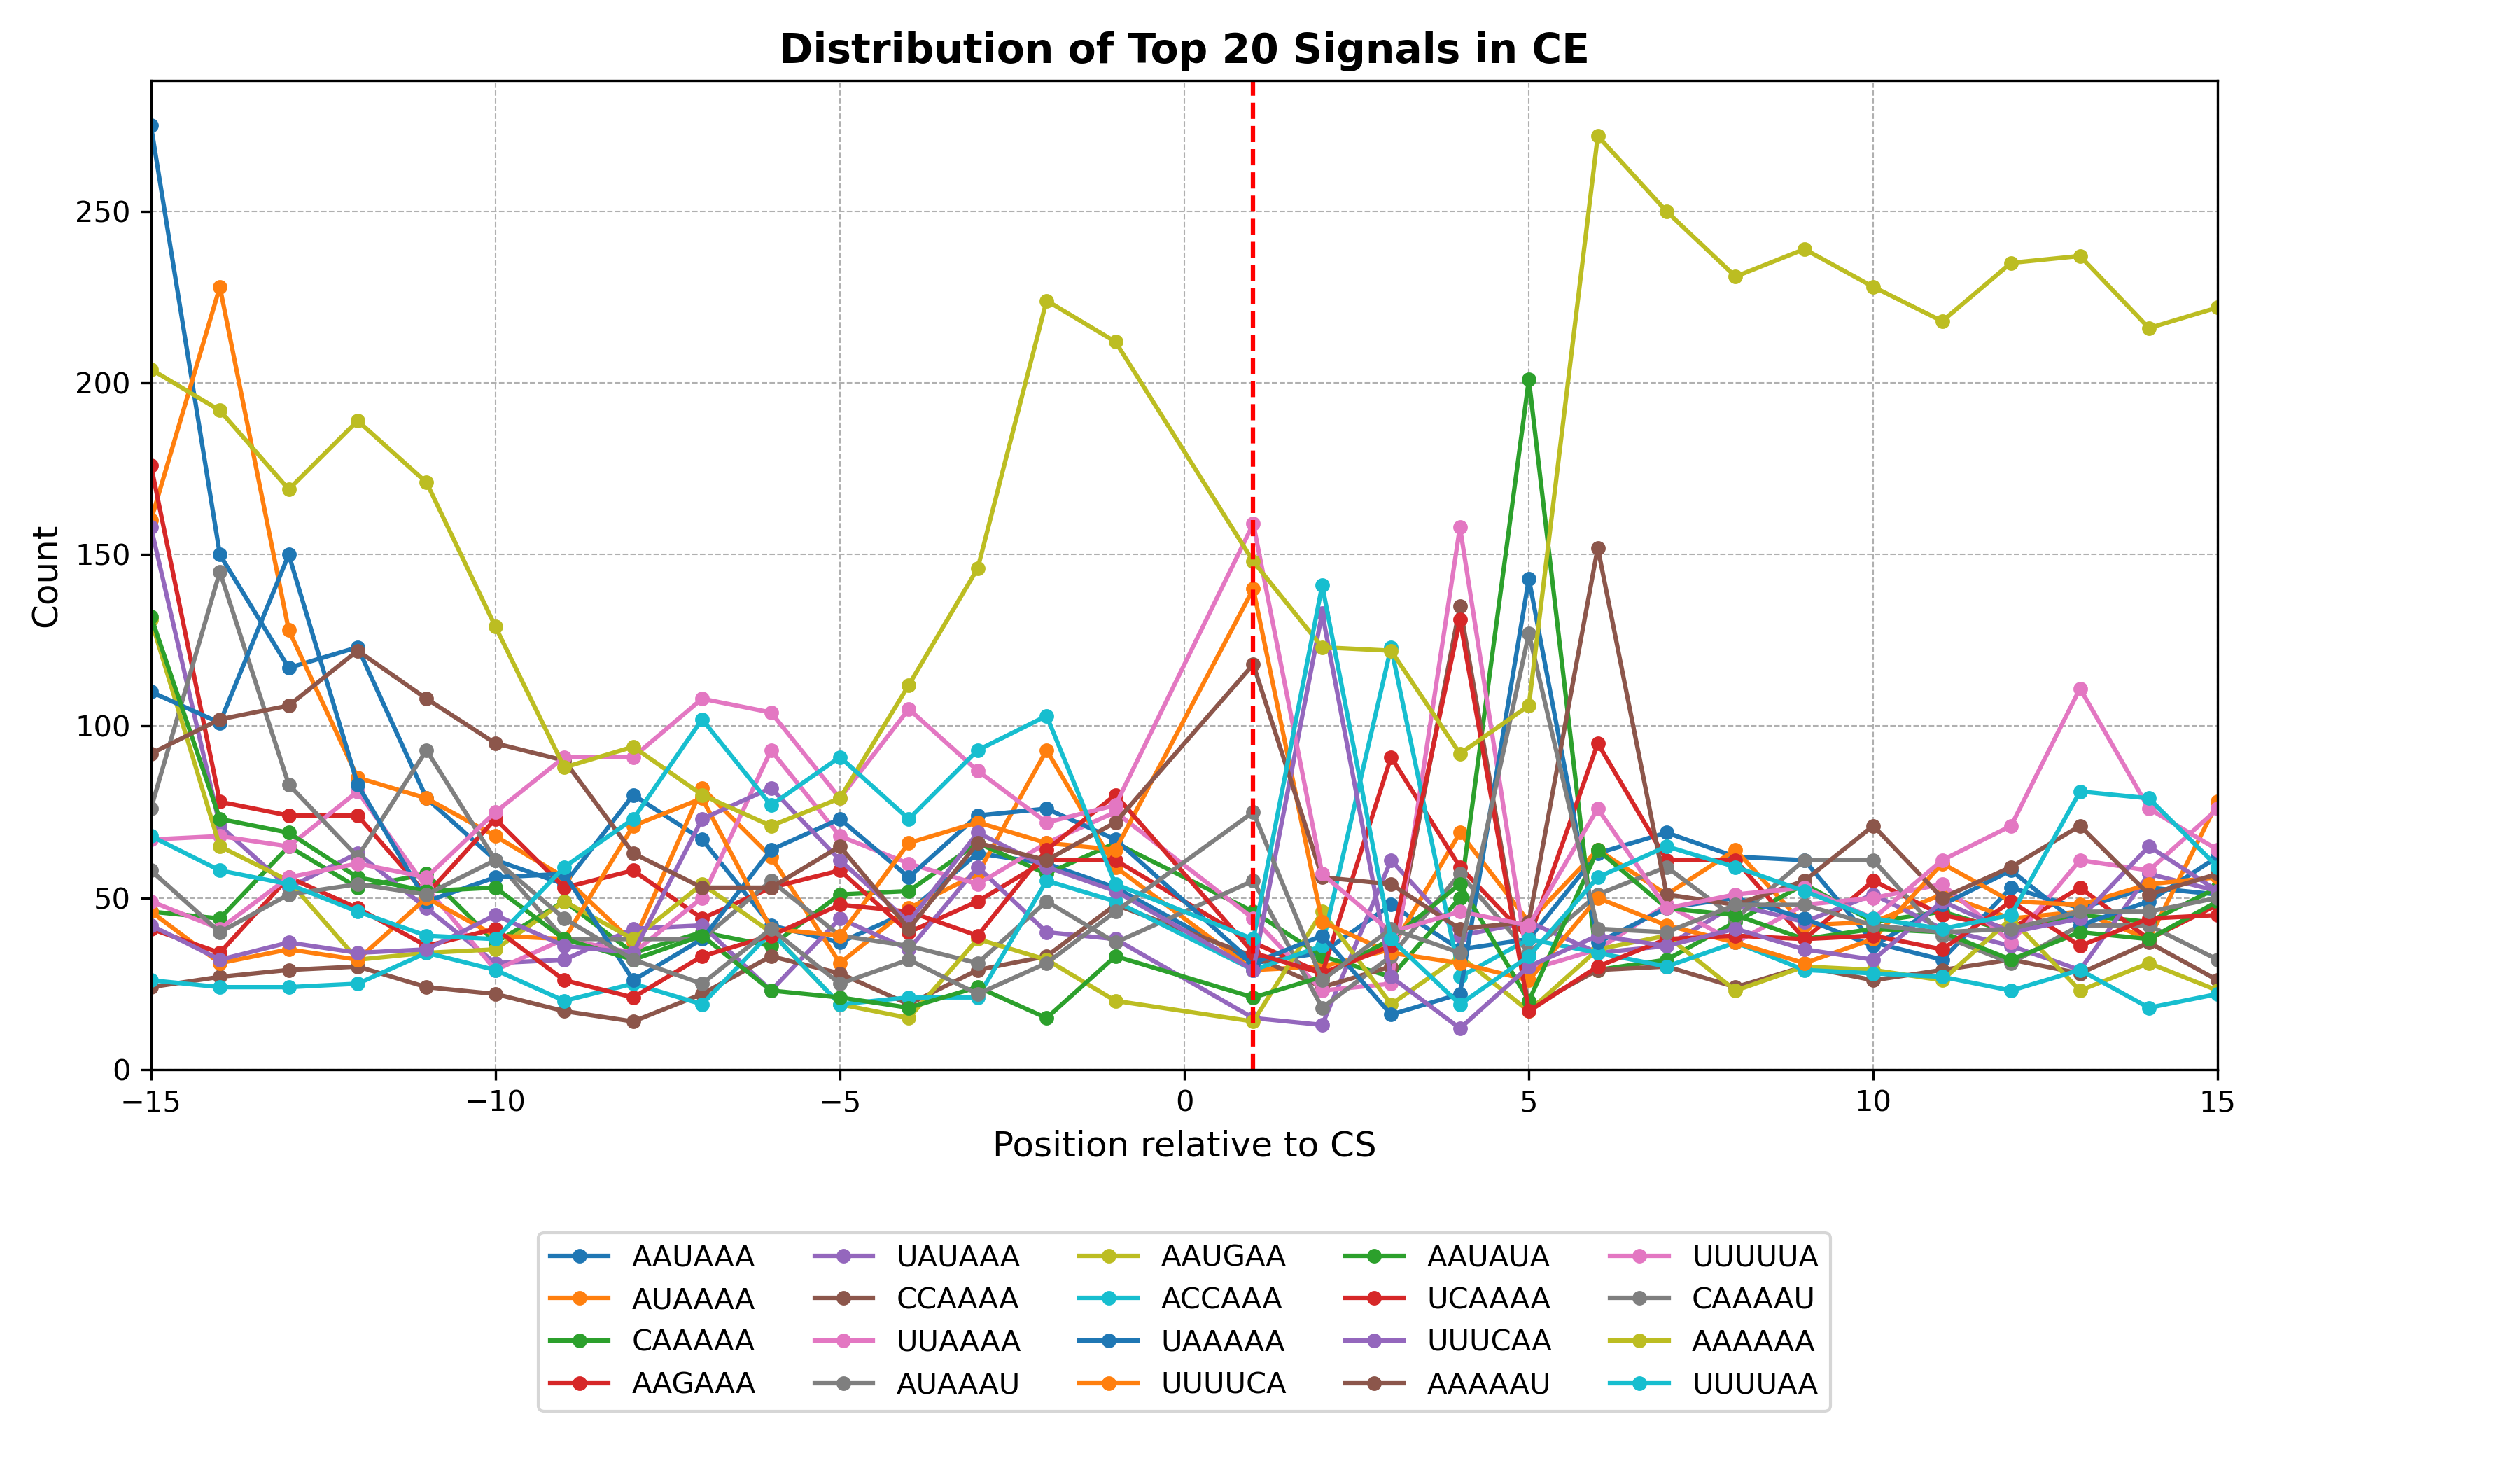 Distribution of Top 20 Signals in CE
Count
250
200
150
100
50
0
−15 −10 −5 0 5 10 15
Position relative to CS
AAUAAA UAUAAA AAUGAA AAUAUA UUUUUA
AUAAAA CCAAAA ACCAAA UCAAAA CAAAAU
CAAAAA UUAAAA UAAAAA UUUCAA AAAAAA
AAGAAA AUAAAU UUUUCA AAAAAU UUUUAA